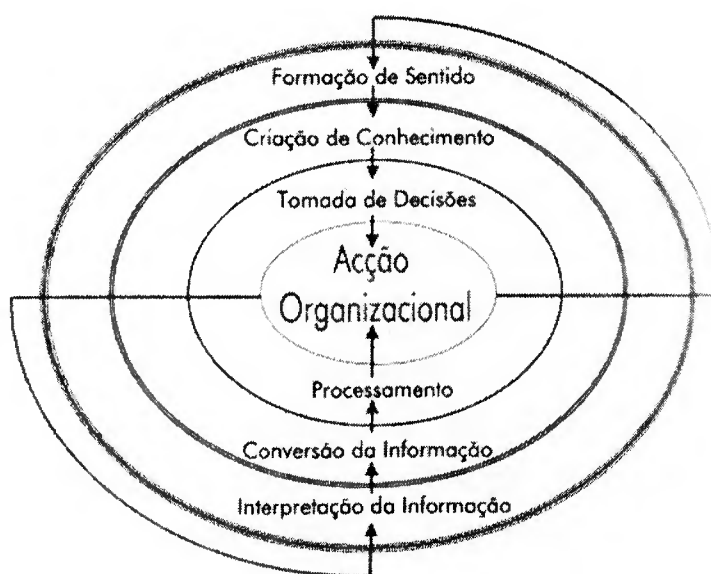 Formação de Sentido
Criação de Conhecimento
Tomada de Decisões
Acção
Organizacional
Processamento
Conversão da Informação
Interpretação da Informação